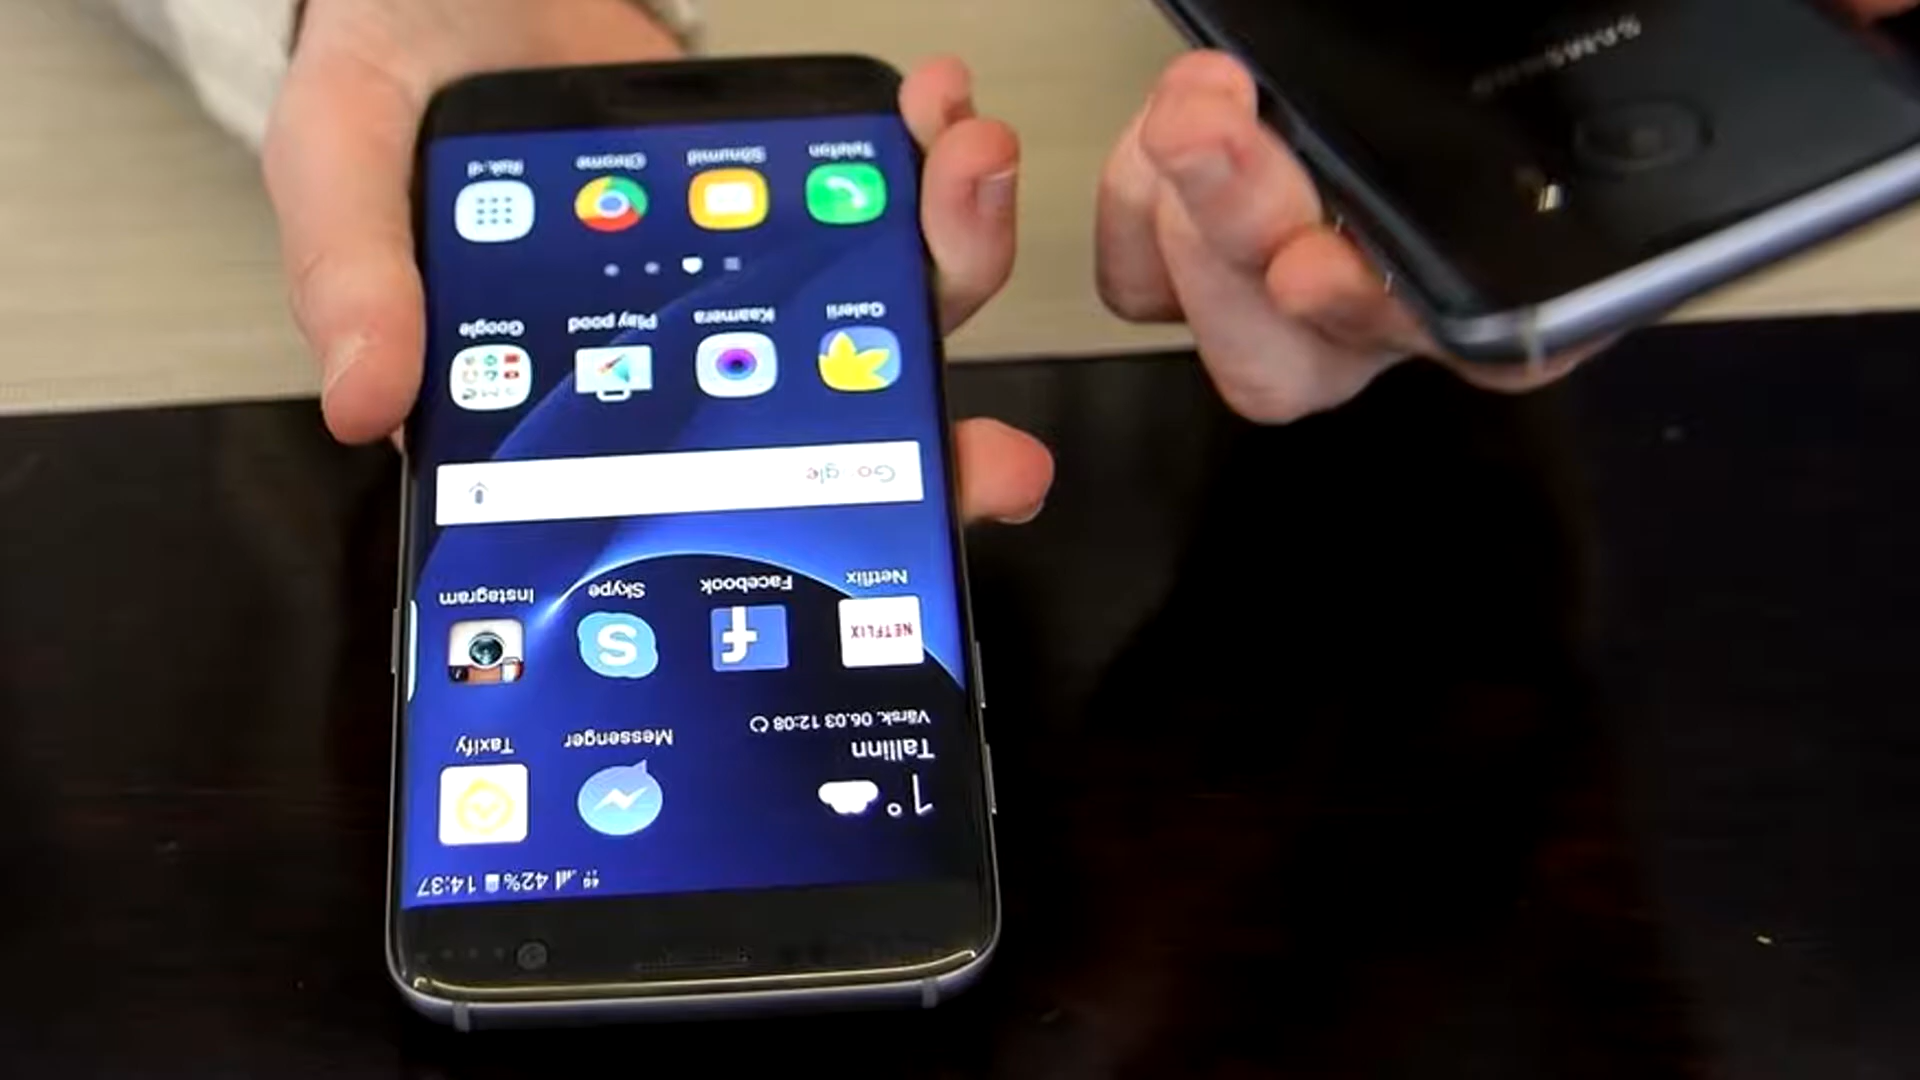 42% 14:37
1°
Tallinn
Värsk. 06.03 12:08
Messenger
Taxify
NETFLIX
Netflix
Facebook
Skype
Instagram
Google
Galerii
Kaamera
Play pood
Google
Telefon
Sõnumid
Chrome
SAMSUNG